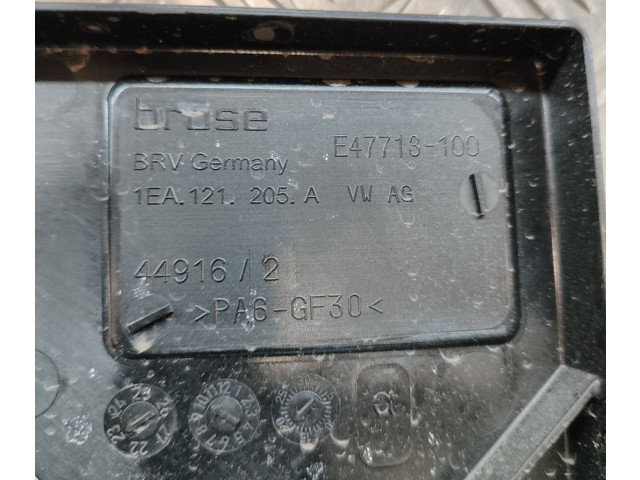 brose
E47718-100
BRV Germany
1EA.121. 205. A VW AG
44916 / 2
>PA6-GF30<